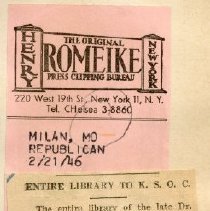 THE ORIGINAL
HENRY ROMEIKE NEW YORK
PRESS CLIPPING BUREAU
220 West 19th St., New York 11, N. Y.
Tel. CHelsea 3-8860
MILAN, MO
REPUBLICAN
2/21/46
ENTIRE LIBRARY TO K. S. O. C.
The entire library of the late Dr.